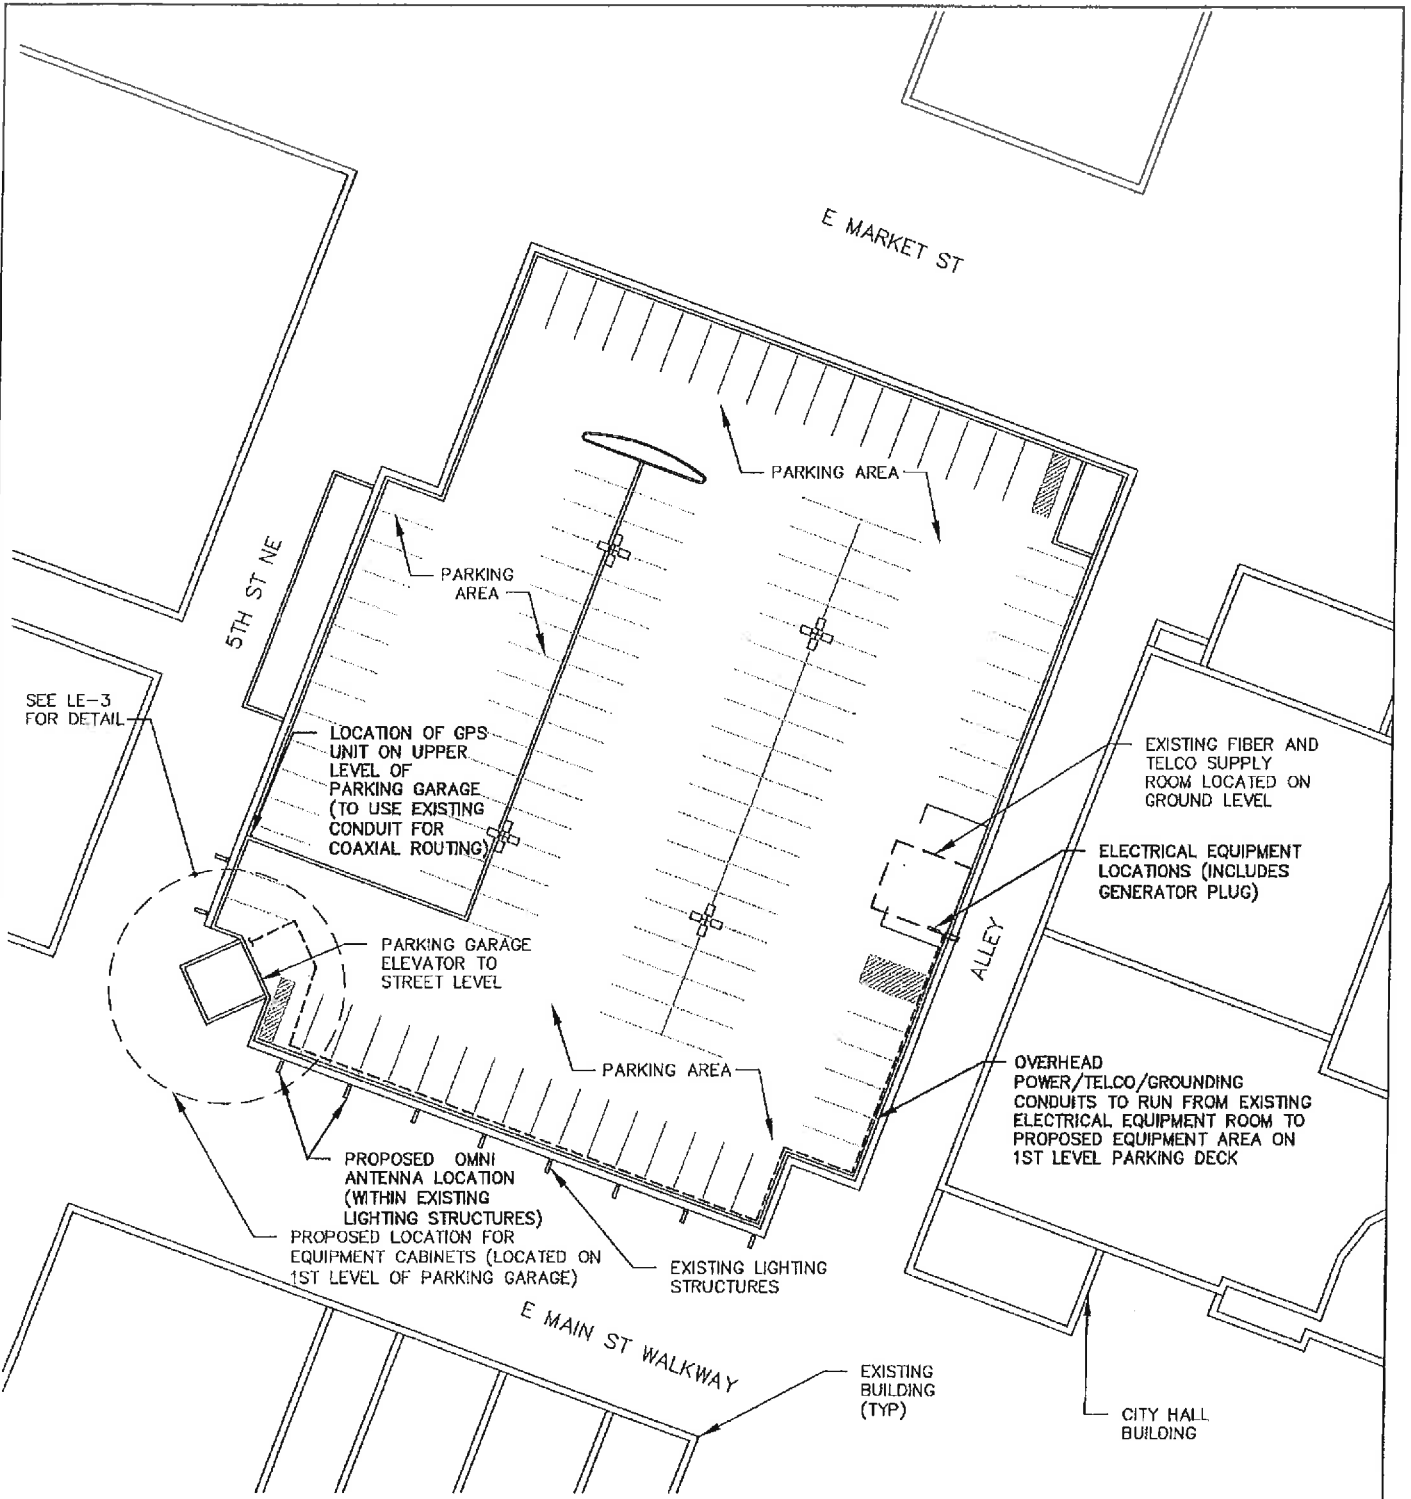 E MARKET ST
PARKING AREA
PARKING
AREA
5TH ST NE
SEE LE-3
FOR DETAIL
LOCATION OF GPS
UNIT ON UPPER
LEVEL OF
PARKING GARAGE
(TO USE EXISTING
CONDUIT FOR
COAXIAL ROUTING)
EXISTING FIBER AND
TELCO SUPPLY
ROOM LOCATED ON
GROUND LEVEL
ELECTRICAL EQUIPMENT
LOCATIONS (INCLUDES
GENERATOR PLUG)
ALLEY
PARKING GARAGE
ELEVATOR TO
STREET LEVEL
PARKING AREA
OVERHEAD
POWER/TELCO/GROUNDING
CONDUITS TO RUN FROM EXISTING
ELECTRICAL EQUIPMENT ROOM TO
PROPOSED EQUIPMENT AREA ON
1ST LEVEL PARKING DECK
PROPOSED OMNI
ANTENNA LOCATION
(WITHIN EXISTING
LIGHTING STRUCTURES)
PROPOSED LOCATION FOR
EQUIPMENT CABINETS (LOCATED ON
1ST LEVEL OF PARKING GARAGE)
EXISTING LIGHTING
STRUCTURES
E MAIN ST WALKWAY
EXISTING
BUILDING
(TYP)
CITY HALL
BUILDING